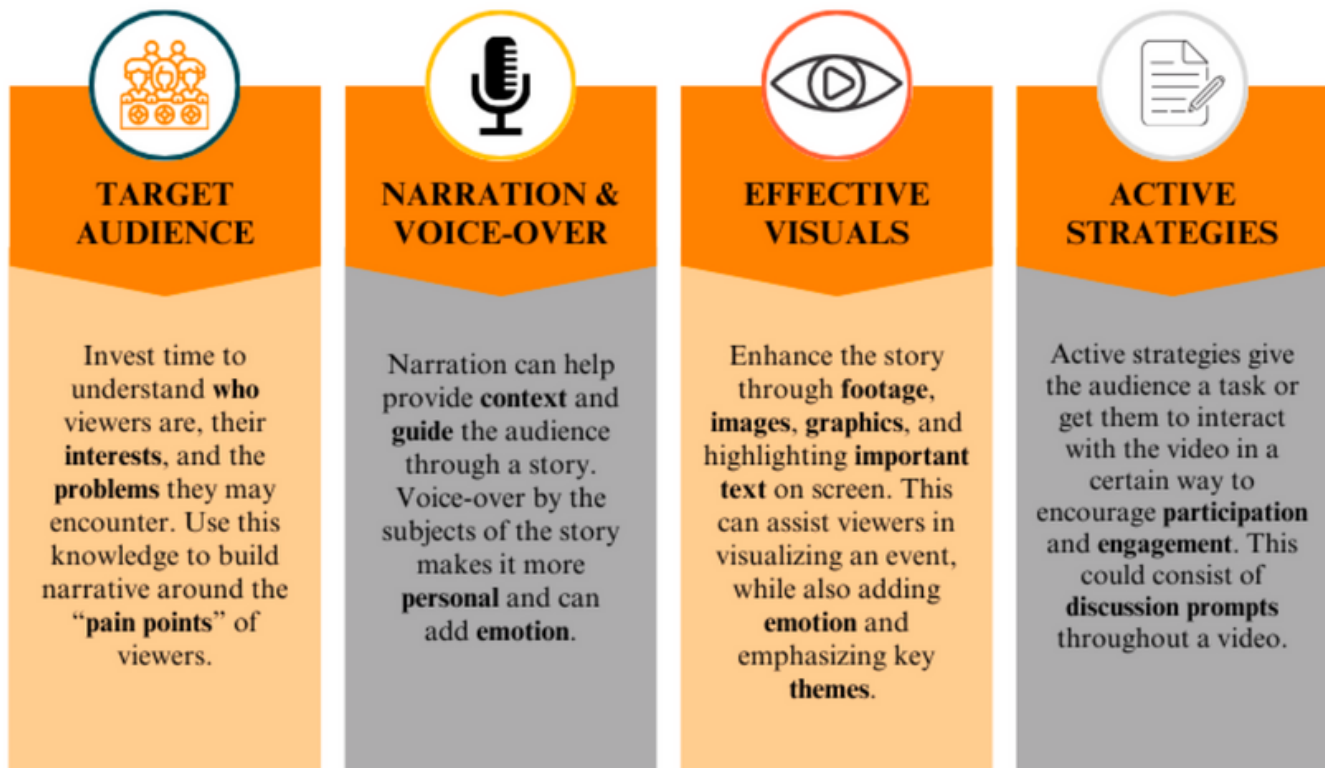 TARGET
AUDIENCE
Invest time to
understand who
viewers are, their
interests, and the
problems they may
encounter. Use this
knowledge to build
narrative around the
“pain points” of
viewers.
NARRATION &
VOICE-OVER
Narration can help
provide context and
guide the audience
through a story.
Voice-over by the
subjects of the story
makes it more
personal and can
add emotion.
EFFECTIVE
VISUALS
Enhance the story
through footage,
images, graphics, and
highlighting important
text on screen. This
can assist viewers in
visualizing an event,
while also adding
emotion and
emphasizing key
themes.
ACTIVE
STRATEGIES
Active strategies give
the audience a task or
get them to interact
with the video in a
certain way to
encourage participation
and engagement. This
could consist of
discussion prompts
throughout a video.